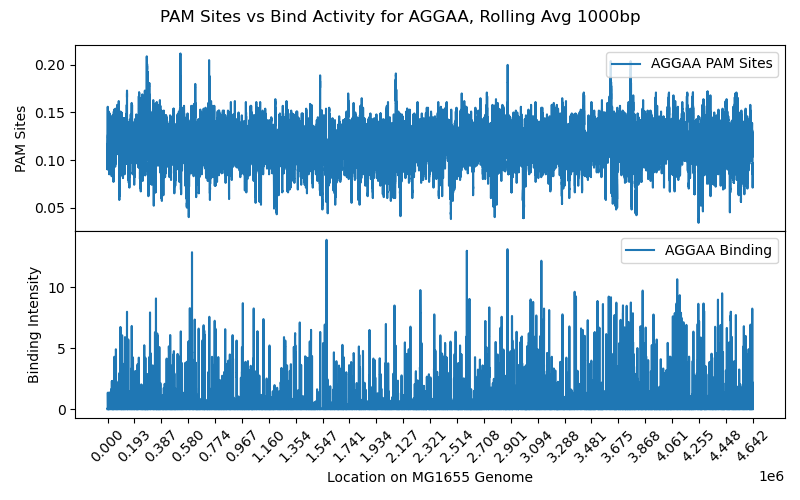 PAM Sites vs Bind Activity for AGGAA, Rolling Avg 1000bp
PAM Sites
0.20
0.15
0.10
0.05
AGGAA PAM Sites
Binding Intensity
10
5
0
AGGAA Binding
0.000 0.193 0.387 0.580 0.774 0.967 1.160 1.354 1.547 1.741 1.934 2.127 2.321 2.514 2.708 2.901 3.094 3.288 3.481 3.675 3.868 4.061 4.255 4.448 4.642
Location on MG1655 Genome
1e6